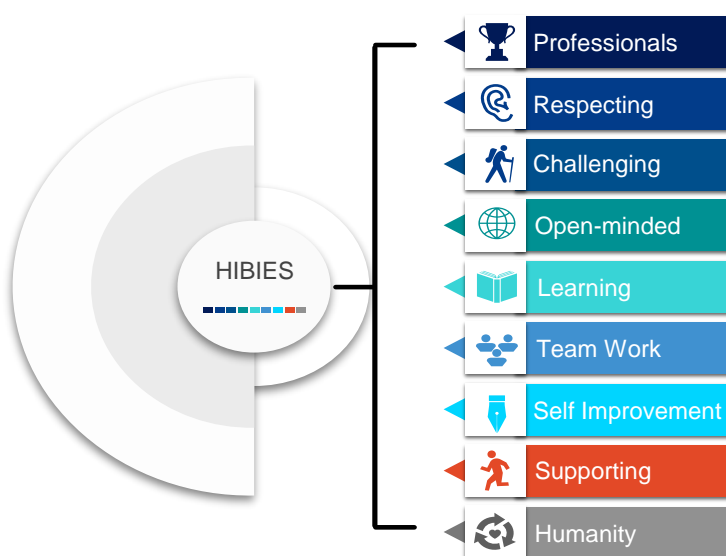 HIBIES
Professionals
Respecting
Challenging
Open-minded
Learning
Team Work
Self Improvement
Supporting
Humanity